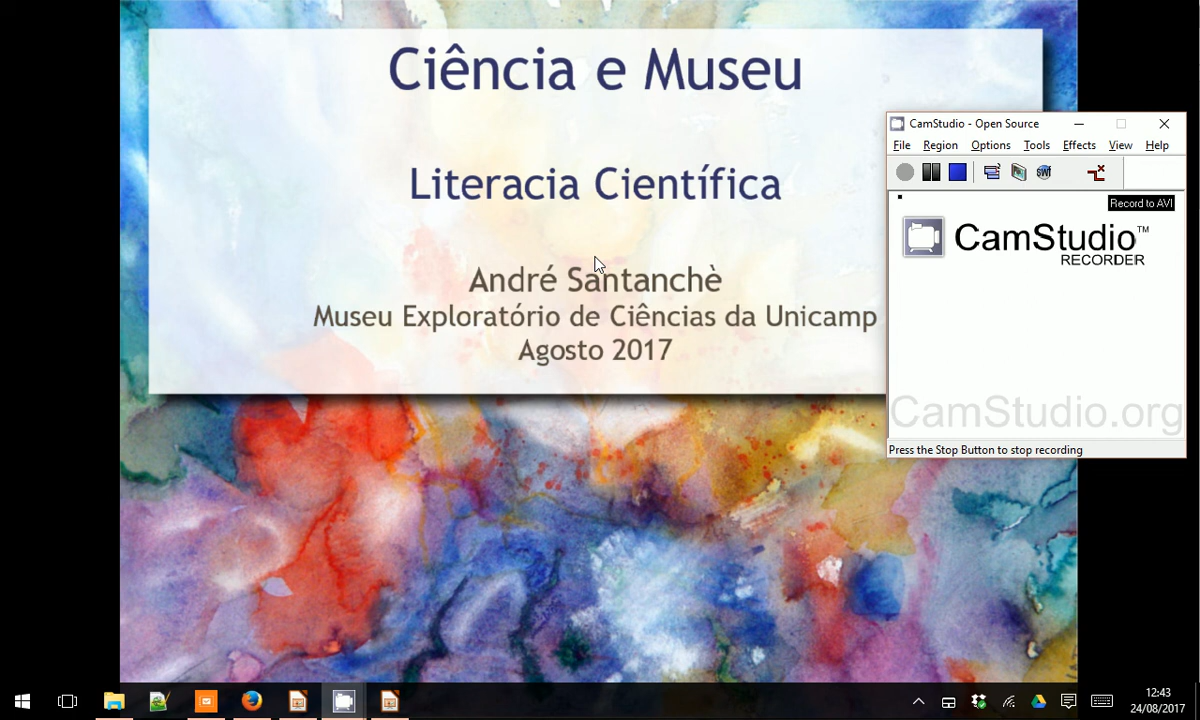 Ciência e Museu
Literacia Científica
André Santanchè
Museu Exploratório de Ciências da Unicamp
Agosto 2017
CamStudio - Open Source
File Region Options Tools Effects View Help
SWF
Record to AVI
CamStudio™
RECORDER
CamStudio.org
Press the Stop Button to stop recording
12:43
24/08/2017